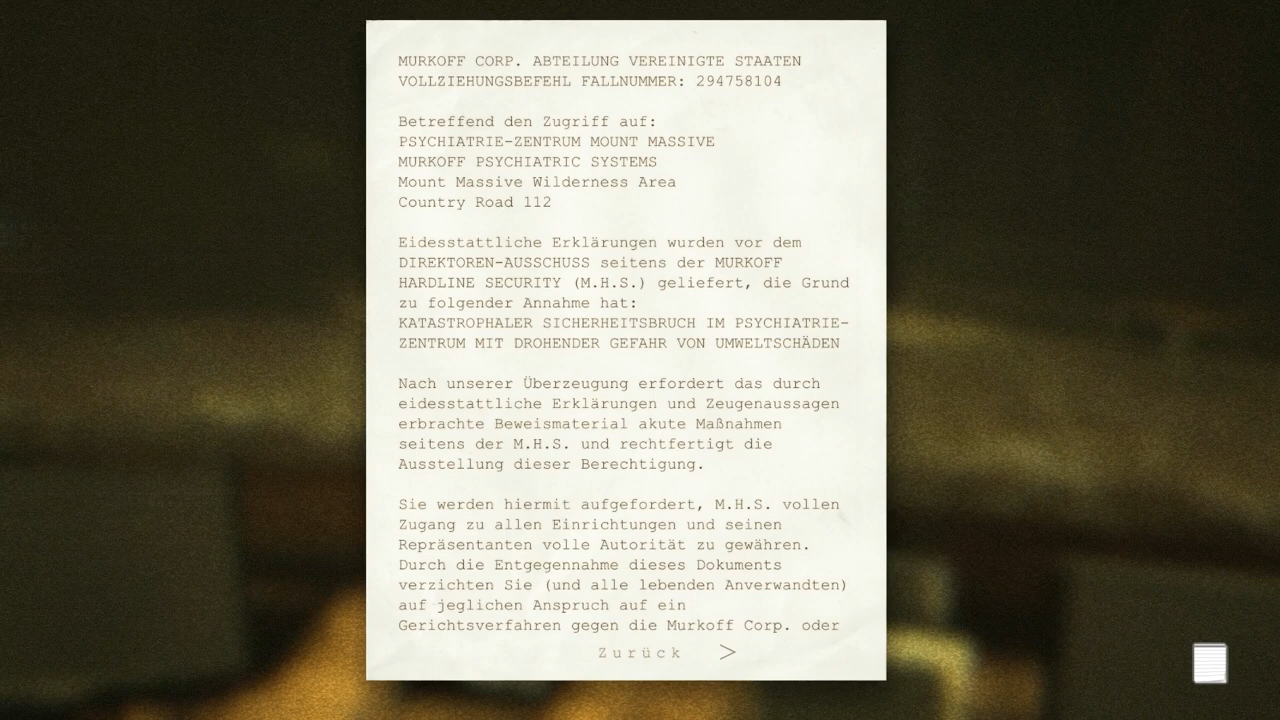 MURKOFF CORP. ABTEILUNG VEREINIGTE STAATEN
VOLLZIEHUNGSBEFEHL FALLNUMMER: 294758104
Betreffend den Zugriff auf:
PSYCHIATRIE-ZENTRUM MOUNT MASSIVE
MURKOFF PSYCHIATRIC SYSTEMS
Mount Massive Wilderness Area
Country Road 112
Eidesstattliche Erklärungen wurden vor dem
DIREKTOREN-AUSSCHUSS seitens der MURKOFF
HARDLINE SECURITY (M.H.S.) geliefert, die Grund
zu folgender Annahme hat:
KATASTROPHALER SICHERHEITSBRUCH IM PSYCHIATRIE-
ZENTRUM MIT DROHENDER GEFAHR VON UMWELTSCHÄDEN
Nach unserer Überzeugung erfordert das durch
eidesstattliche Erklärungen und Zeugenaussagen
erbrachte Beweismaterial akute Maßnahmen
seitens der M.H.S. und rechtfertigt die
Ausstellung dieser Berechtigung.
Sie werden hiermit aufgefordert, M.H.S. vollen
Zugang zu allen Einrichtungen und seinen
Repräsentanten volle Autorität zu gewähren.
Durch die Entgegennahme dieses Dokuments
verzichten Sie (und alle lebenden Anverwandten)
auf jeglichen Anspruch auf ein
Gerichtsverfahren gegen die Murkoff Corp. oder
Zurück >